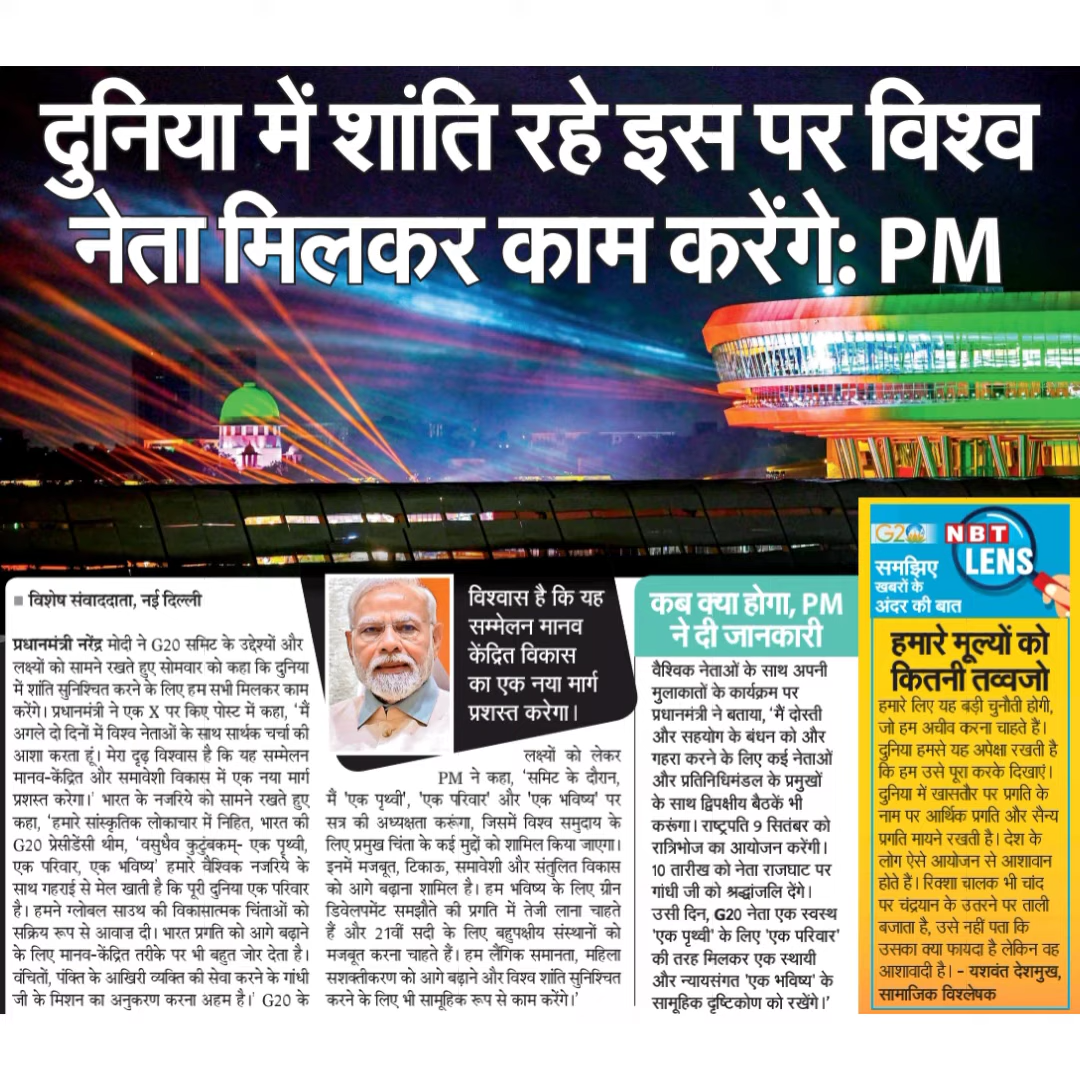 दुनिया में शांति रहे इस पर विश्व
नेता मिलकर काम करेंगे: PM
■ विशेष संवाददाता, नई दिल्ली
प्रधानमंत्री नरेंद्र मोदी ने G20 समिट के उद्देश्यों और
लक्ष्यों को सामने रखते हुए सोमवार को कहा कि दुनिया
में शांति सुनिश्चित करने के लिए हम सभी मिलकर काम
करेंगे। प्रधानमंत्री ने एक X पर किए पोस्ट में कहा, 'मैं
अगले दो दिनों में विश्व नेताओं के साथ सार्थक चर्चा की
आशा करता हूं। मेरा दृढ़ विश्वास है कि यह सम्मेलन
मानव-केंद्रित और समावेशी विकास में एक नया मार्ग
प्रशस्त करेगा।' भारत के नजरिये को सामने रखते हुए
कहा, 'हमारे सांस्कृतिक लोकाचार में निहित, भारत की
G20 प्रेसीडेंसी थीम, 'वसुधैव कुटुंबकम्- एक पृथ्वी,
एक परिवार, एक भविष्य' हमारे वैश्विक नजरिये के
साथ गहराई से मेल खाती है कि पूरी दुनिया एक परिवार
है। हमने ग्लोबल साउथ की विकासात्मक चिंताओं को
सक्रिय रूप से आवाज़ दी। भारत प्रगति को आगे बढ़ाने
के लिए मानव-केंद्रित तरीके पर भी बहुत जोर देता है।
वंचितों, पंक्ति के आखिरी व्यक्ति की सेवा करने के गांधी
जी के मिशन का अनुकरण करना अहम है।' G20 के
विश्वास है कि यह
सम्मेलन मानव
केंद्रित विकास
का एक नया मार्ग
प्रशस्त करेगा।
लक्ष्यों को लेकर
PM ने कहा, 'समिट के दौरान,
मैं 'एक पृथ्वी', 'एक परिवार' और 'एक भविष्य' पर
सत्र की अध्यक्षता करूंगा, जिसमें विश्व समुदाय के
लिए प्रमुख चिंता के कई मुद्दों को शामिल किया जाएगा।
इनमें मजबूत, टिकाऊ, समावेशी और संतुलित विकास
को आगे बढ़ाना शामिल है। हम भविष्य के लिए ग्रीन
डिवेलपमेंट समझौते की प्रगति में तेजी लाना चाहते
हैं और 21वीं सदी के लिए बहुपक्षीय संस्थानों को
मजबूत करना चाहते हैं। हम लैंगिक समानता, महिला
सशक्तीकरण को आगे बढ़ाने और विश्व शांति सुनिश्चित
करने के लिए भी सामूहिक रूप से काम करेंगे।'
कब क्या होगा, PM
ने दी जानकारी
वैश्विक नेताओं के साथ अपनी
मुलाकातों के कार्यक्रम पर
प्रधानमंत्री ने बताया, 'मैं दोस्ती
और सहयोग के बंधन को और
गहरा करने के लिए कई नेताओं
और प्रतिनिधिमंडल के प्रमुखों
के साथ द्विपक्षीय बैठकें भी
करूंगा। राष्ट्रपति 9 सितंबर को
रात्रिभोज का आयोजन करेंगी।
10 तारीख को नेता राजघाट पर
गांधी जी को श्रद्धांजलि देंगे।
उसी दिन, G20 नेता एक स्वस्थ
'एक पृथ्वी' के लिए 'एक परिवार'
की तरह मिलकर एक स्थायी
और न्यायसंगत 'एक भविष्य' के
सामूहिक दृष्टिकोण को रखेंगे।'
G20 NBT
LENS
समझिए
खबरों के
अंदर की बात
हमारे मूल्यों को
कितनी तव्वजो
हमारे लिए यह बड़ी चुनौती होगी,
जो हम अचीव करना चाहते हैं।
दुनिया हमसे यह अपेक्षा रखती है
कि हम उसे पूरा करके दिखाएं।
दुनिया में खासतौर पर प्रगति के
नाम पर आर्थिक प्रगति और सैन्य
प्रगति मायने रखती है। देश के
लोग ऐसे आयोजन से आशावान
होते हैं। रिक्शा चालक भी चांद
पर चंद्रयान के उतरने पर ताली
बजाता है, उसे नहीं पता कि
उसका क्या फायदा है लेकिन वह
आशावादी है। - यशवंत देशमुख,
सामाजिक विश्लेषक